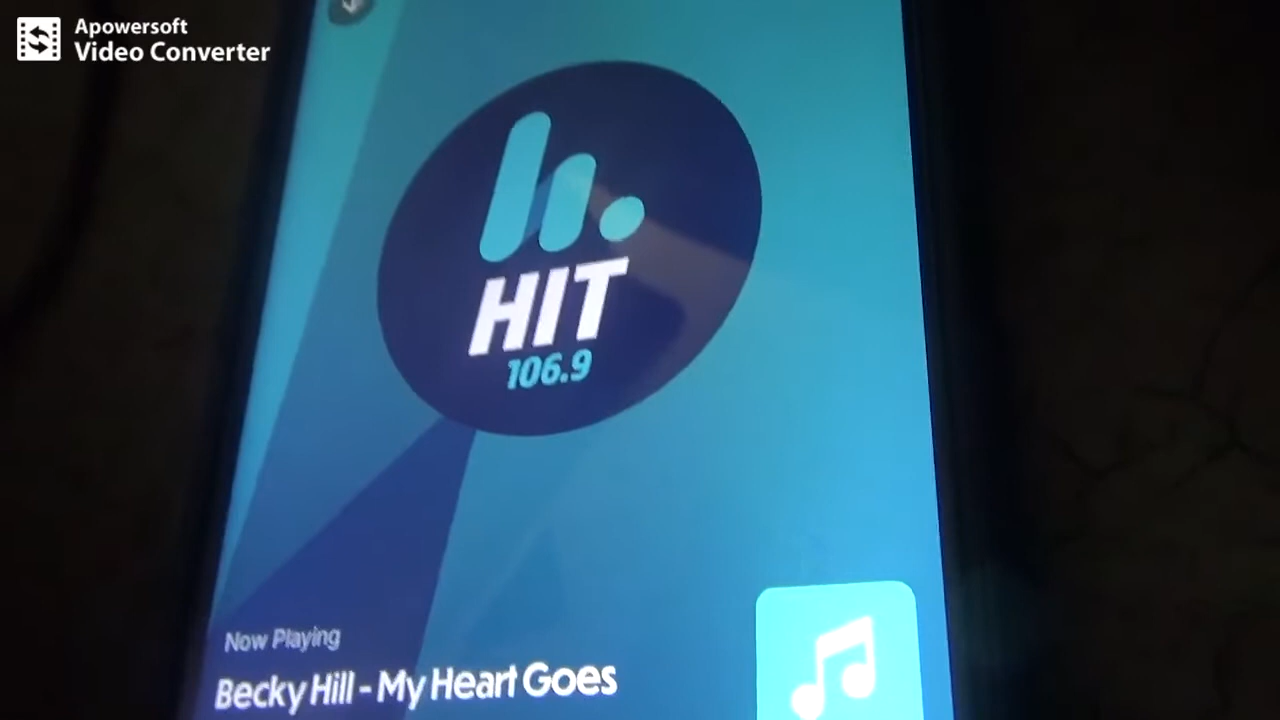 Apowersoft
Video Converter
HIT
106.9
Now Playing
Becky Hill - My Heart Goes